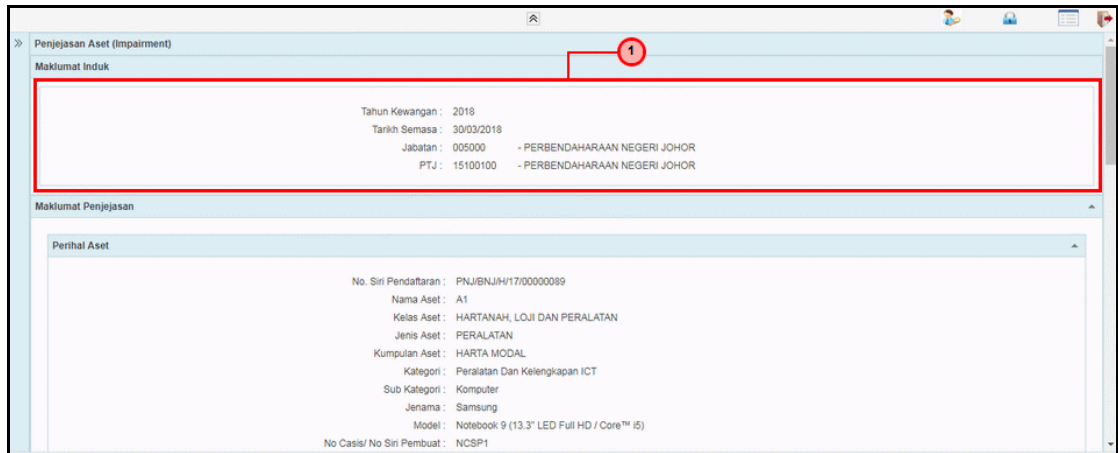 Penjejasan Aset (Impairment)
1
Maklumat Induk
Tahun Kewangan : 2018
Tarikh Semasa : 30/03/2018
Jabatan : 005000 - PERBENDAHARAAN NEGERI JOHOR
PTJ : 15100100 - PERBENDAHARAAN NEGERI JOHOR
Maklumat Penjejasan
Perihal Aset
No. Siri Pendaftaran : PNJ/BNJ/H/17/00000089
Nama Aset : A1
Kelas Aset : HARTANAH, LOJI DAN PERALATAN
Jenis Aset : PERALATAN
Kumpulan Aset : HARTA MODAL
Kategori : Peralatan Dan Kelengkapan ICT
Sub Kategori : Komputer
Jenama : Samsung
Model : Notebook 9 (13.3" LED Full HD / Core™ i5)
No Casis/ No Siri Pembuat : NCSP1